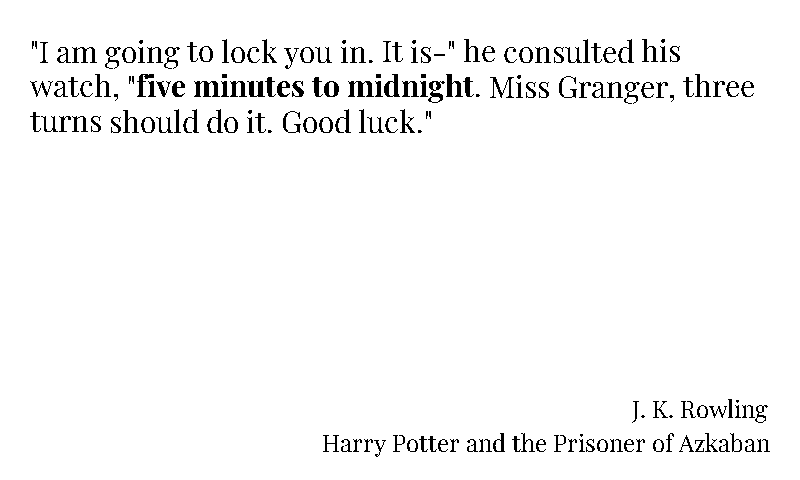 "I am going to lock you in. It is-" he consulted his
watch, "five minutes to midnight. Miss Granger, three
turns should do it. Good luck."
J. K. Rowling
Harry Potter and the Prisoner of Azkaban